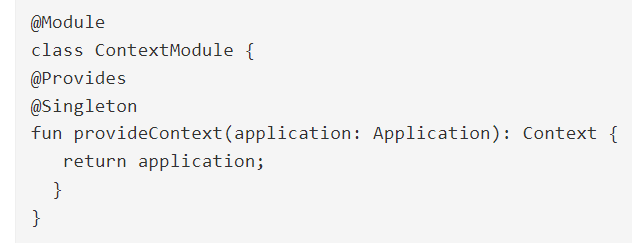 @Module
class ContextModule {
@Provides
@Singleton
fun provideContext(application: Application): Context {
   return application;
  }
}